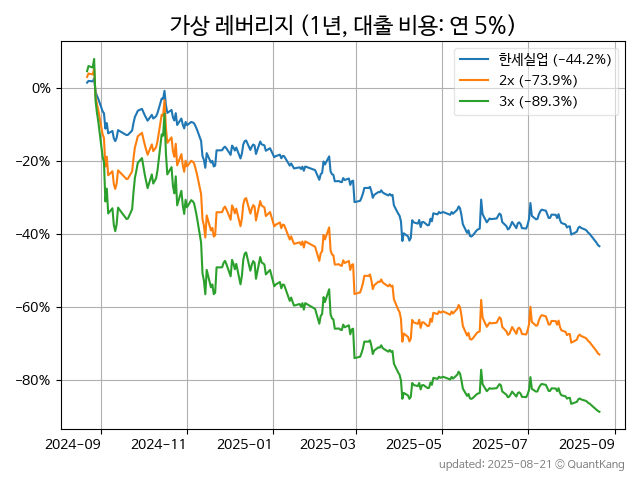 가상 레버리지 (1년, 대출 비용: 연 5%)
한세실업 (−44.2%)
2x (−73.9%)
3x (−89.3%)
0%
−20%
−40%
−60%
−80%
2024-09 2024-11 2025-01 2025-03 2025-05 2025-07 2025-09
updated: 2025-08-21 © QuantKang